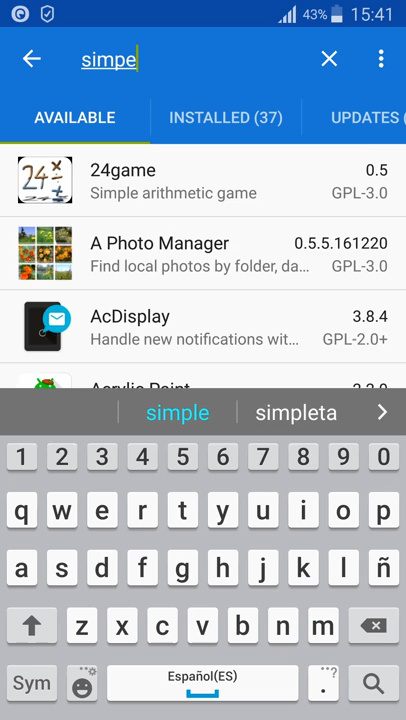 43% 15:41
simpe
AVAILABLE INSTALLED (37) UPDATES (
24game 0.5
Simple arithmetic game GPL-3.0
A Photo Manager 0.5.5.161220
Find local photos by folder, da... GPL-3.0
AcDisplay 3.8.4
Handle new notifications wit... GPL-2.0+
simple simpleta
1 2 3 4 5 6 7 8 9 0
q w e r t y u i o p
a s d f g h j k l ñ
z x c v b n m
Sym Español(ES) . ...?